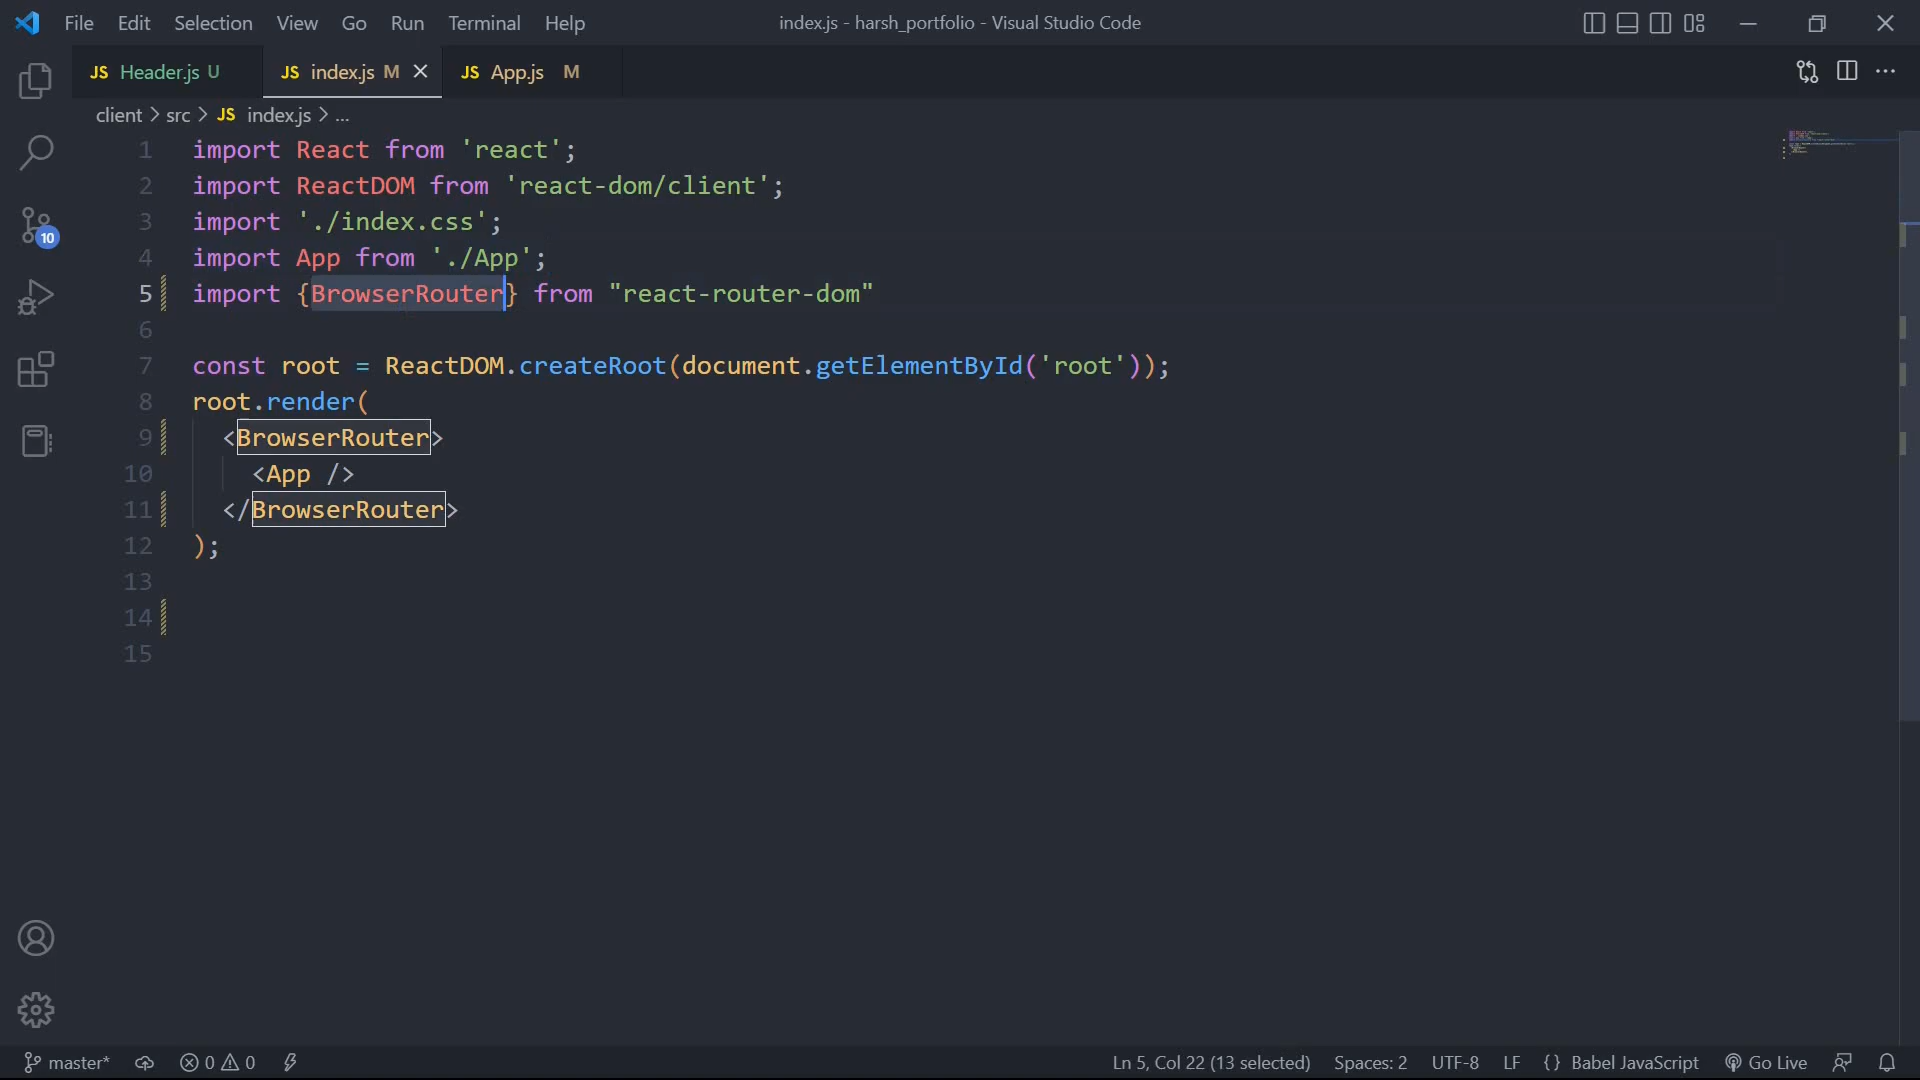 File Edit Selection View Go Run Terminal Help index.js - harsh_portfolio - Visual Studio Code
JS Header.js U JS index.js M JS App.js M
client > src > JS index.js > ...
1 import React from 'react';
2 import ReactDOM from 'react-dom/client';
3 import './index.css';
4 import App from './App';
5 import {BrowserRouter} from "react-router-dom"
6
7 const root = ReactDOM.createRoot(document.getElementById('root'));
8 root.render(
9 <BrowserRouter>
10 <App />
11 </BrowserRouter>
12 );
13
14
15
10
master* 0 0 Ln 5, Col 22 (13 selected) Spaces: 2 UTF-8 LF {} Babel JavaScript Go Live